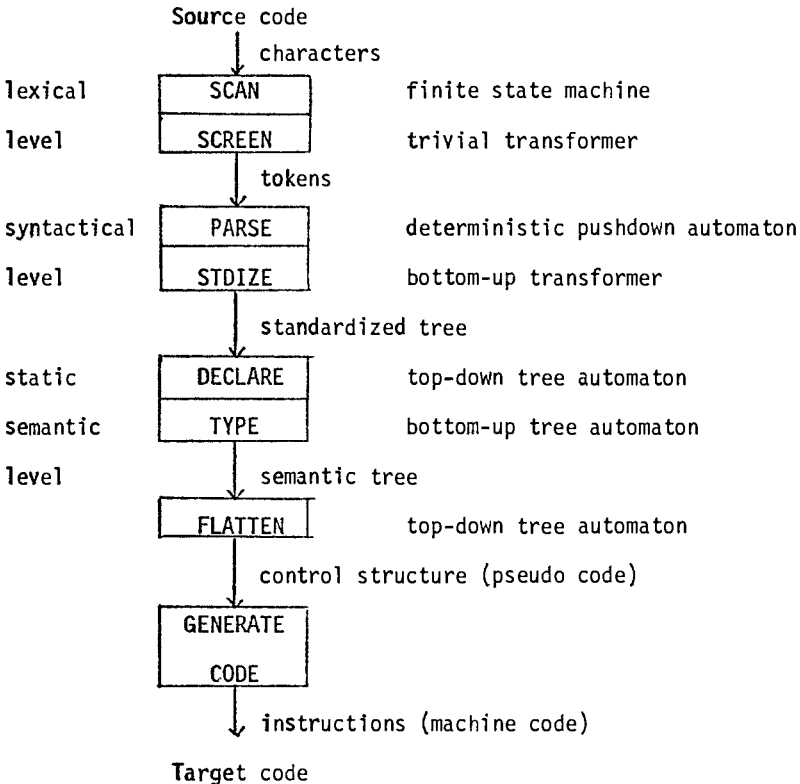 Source code
characters
lexical SCAN finite state machine
level SCREEN trivial transformer
tokens
syntactical PARSE deterministic pushdown automaton
level STDIZE bottom-up transformer
standardized tree
static DECLARE top-down tree automaton
semantic TYPE bottom-up tree automaton
level semantic tree
FLATTEN top-down tree automaton
control structure (pseudo code)
GENERATE
CODE
instructions (machine code)
Target code